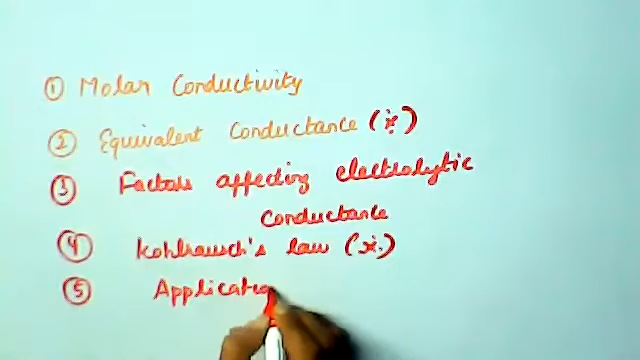 ① Molar Conductivity
② Equivalent Conductance (※)
③ Factors affecting electrolytic
Conductance
④ Kohlrausch's law (※)
⑤ Applicatio